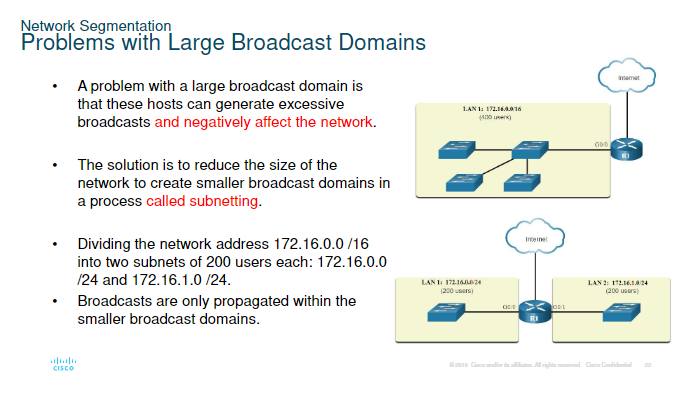 Network Segmentation
Problems with Large Broadcast Domains
• A problem with a large broadcast domain is
that these hosts can generate excessive
broadcasts and negatively affect the network.
• The solution is to reduce the size of the
network to create smaller broadcast domains in
a process called subnetting.
• Dividing the network address 172.16.0.0 /16
into two subnets of 200 users each: 172.16.0.0
/24 and 172.16.1.0 /24.
• Broadcasts are only propagated within the
smaller broadcast domains.
Internet
LAN 1: 172.16.0.0/16
(400 users)
G0/0
R1
Internet
LAN 1: 172.16.0.0/24
(200 users)
LAN 2: 172.16.1.0/24
(200 users)
G0/0
G0/1
R1
CISCO
©2016 Cisco and/or its affiliates. All rights reserved. Cisco Confidential